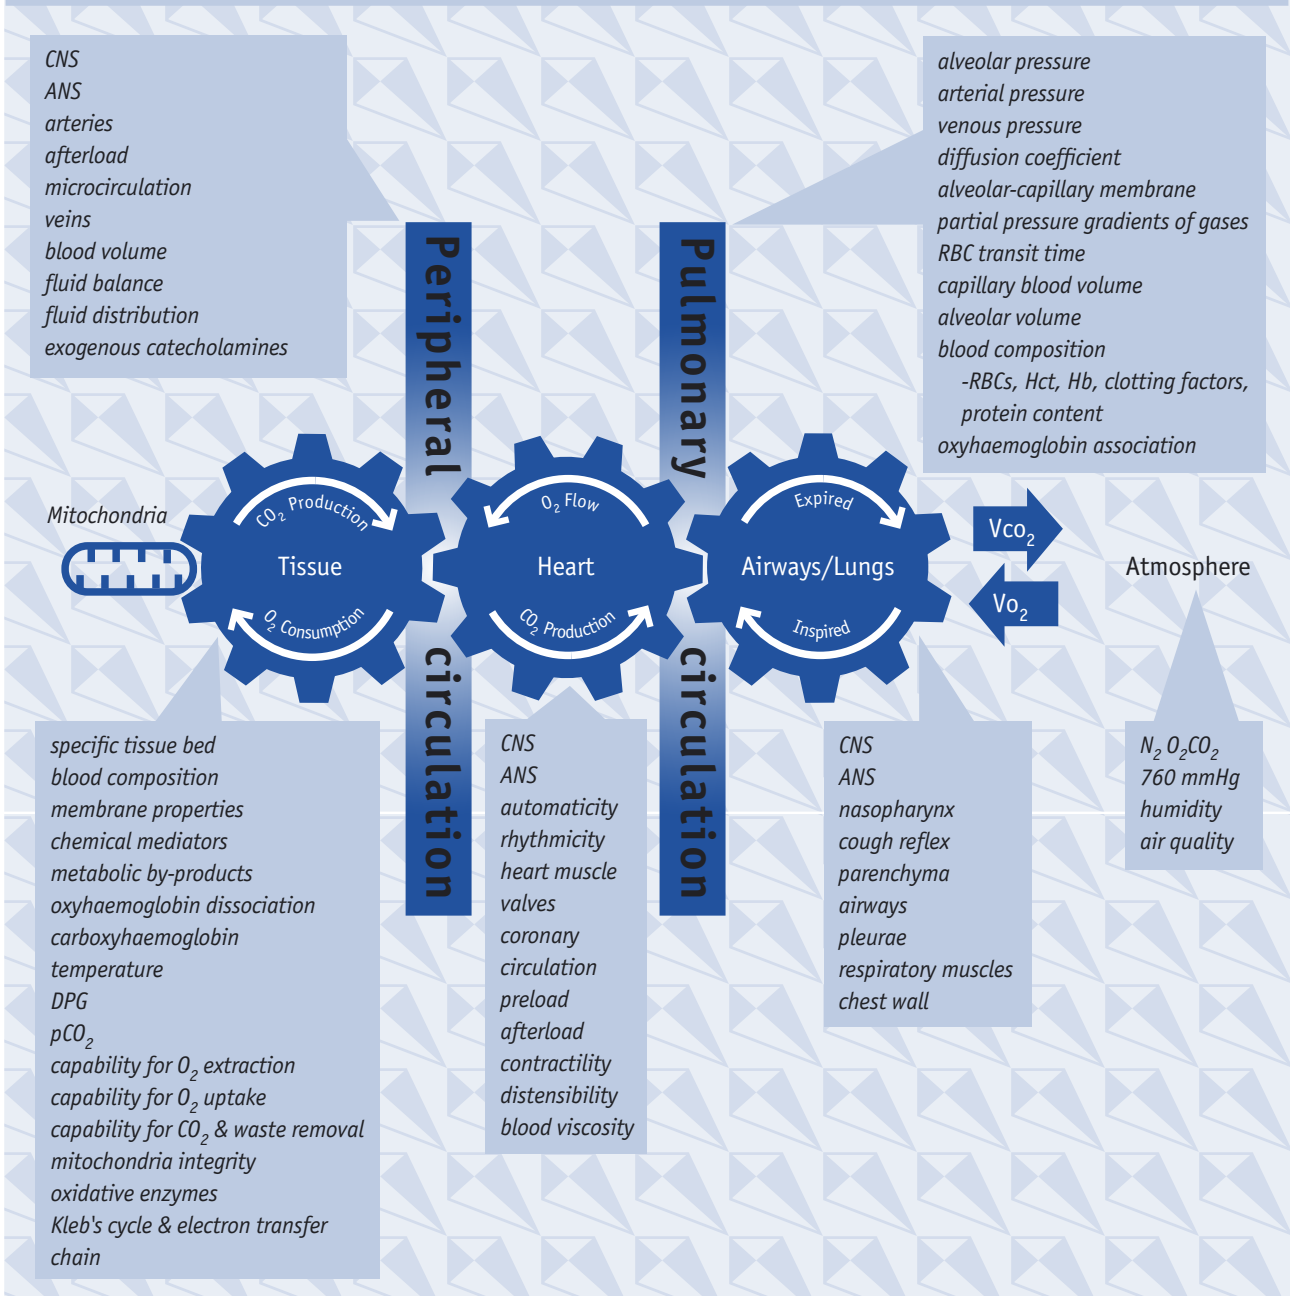 CNS
ANS
arteries
afterload
microcirculation
veins
blood volume
fluid balance
fluid distribution
exogenous catecholamines
alveolar pressure
arterial pressure
venous pressure
diffusion coefficient
alveolar-capillary membrane
partial pressure gradients of gases
RBC transit time
capillary blood volume
alveolar volume
blood composition
-RBCs, Hct, Hb, clotting factors,
protein content
oxyhaemoglobin association
Peripheral circulation
Pulmonary circulation
Mitochondria
CO₂ Production
Tissue
O₂ Consumption
O₂ Flow
Heart
CO₂ Production
Expired
Airways/Lungs
Inspired
Vco₂
Vo₂
Atmosphere
specific tissue bed
blood composition
membrane properties
chemical mediators
metabolic by-products
oxyhaemoglobin dissociation
carboxyhaemoglobin
temperature
DPG
pCO₂
capability for O₂ extraction
capability for O₂ uptake
capability for CO₂ & waste removal
mitochondria integrity
oxidative enzymes
Kleb's cycle & electron transfer
chain
CNS
ANS
automaticity
rhythmicity
heart muscle
valves
coronary
circulation
preload
afterload
contractility
distensibility
blood viscosity
CNS
ANS
nasopharynx
cough reflex
parenchyma
airways
pleurae
respiratory muscles
chest wall
N₂ O₂CO₂
760 mmHg
humidity
air quality